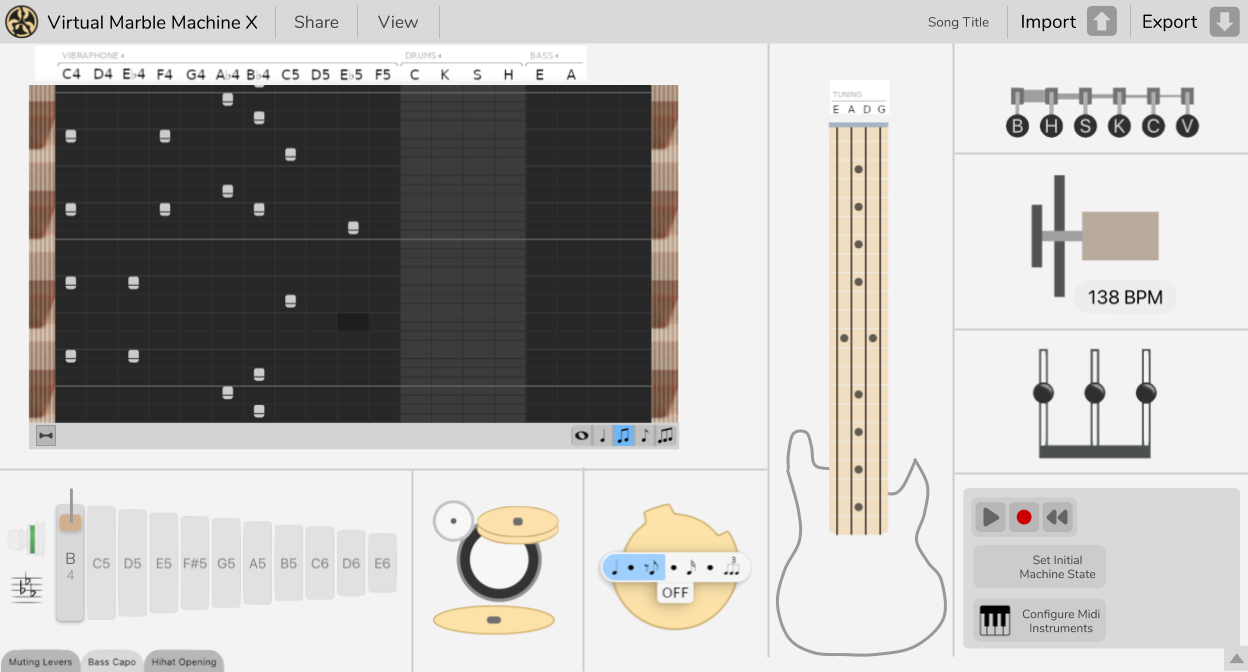 Virtual Marble Machine X Share View Song Title Import Export
VIBRAPHONE DRUMS BASS
C4 D4 E♭4 F4 G4 A♭4 B♭4 C5 D5 E♭5 F5 C K S H E A
TUNING
E A D G
B H S K C V
138 BPM
B
4
C5 D5 E5 F#5 G5 A5 B5 C6 D6 E6
3
OFF
Set Initial
Machine State
Configure Midi
Instruments
Muting Levers Bass Capo Hihat Opening